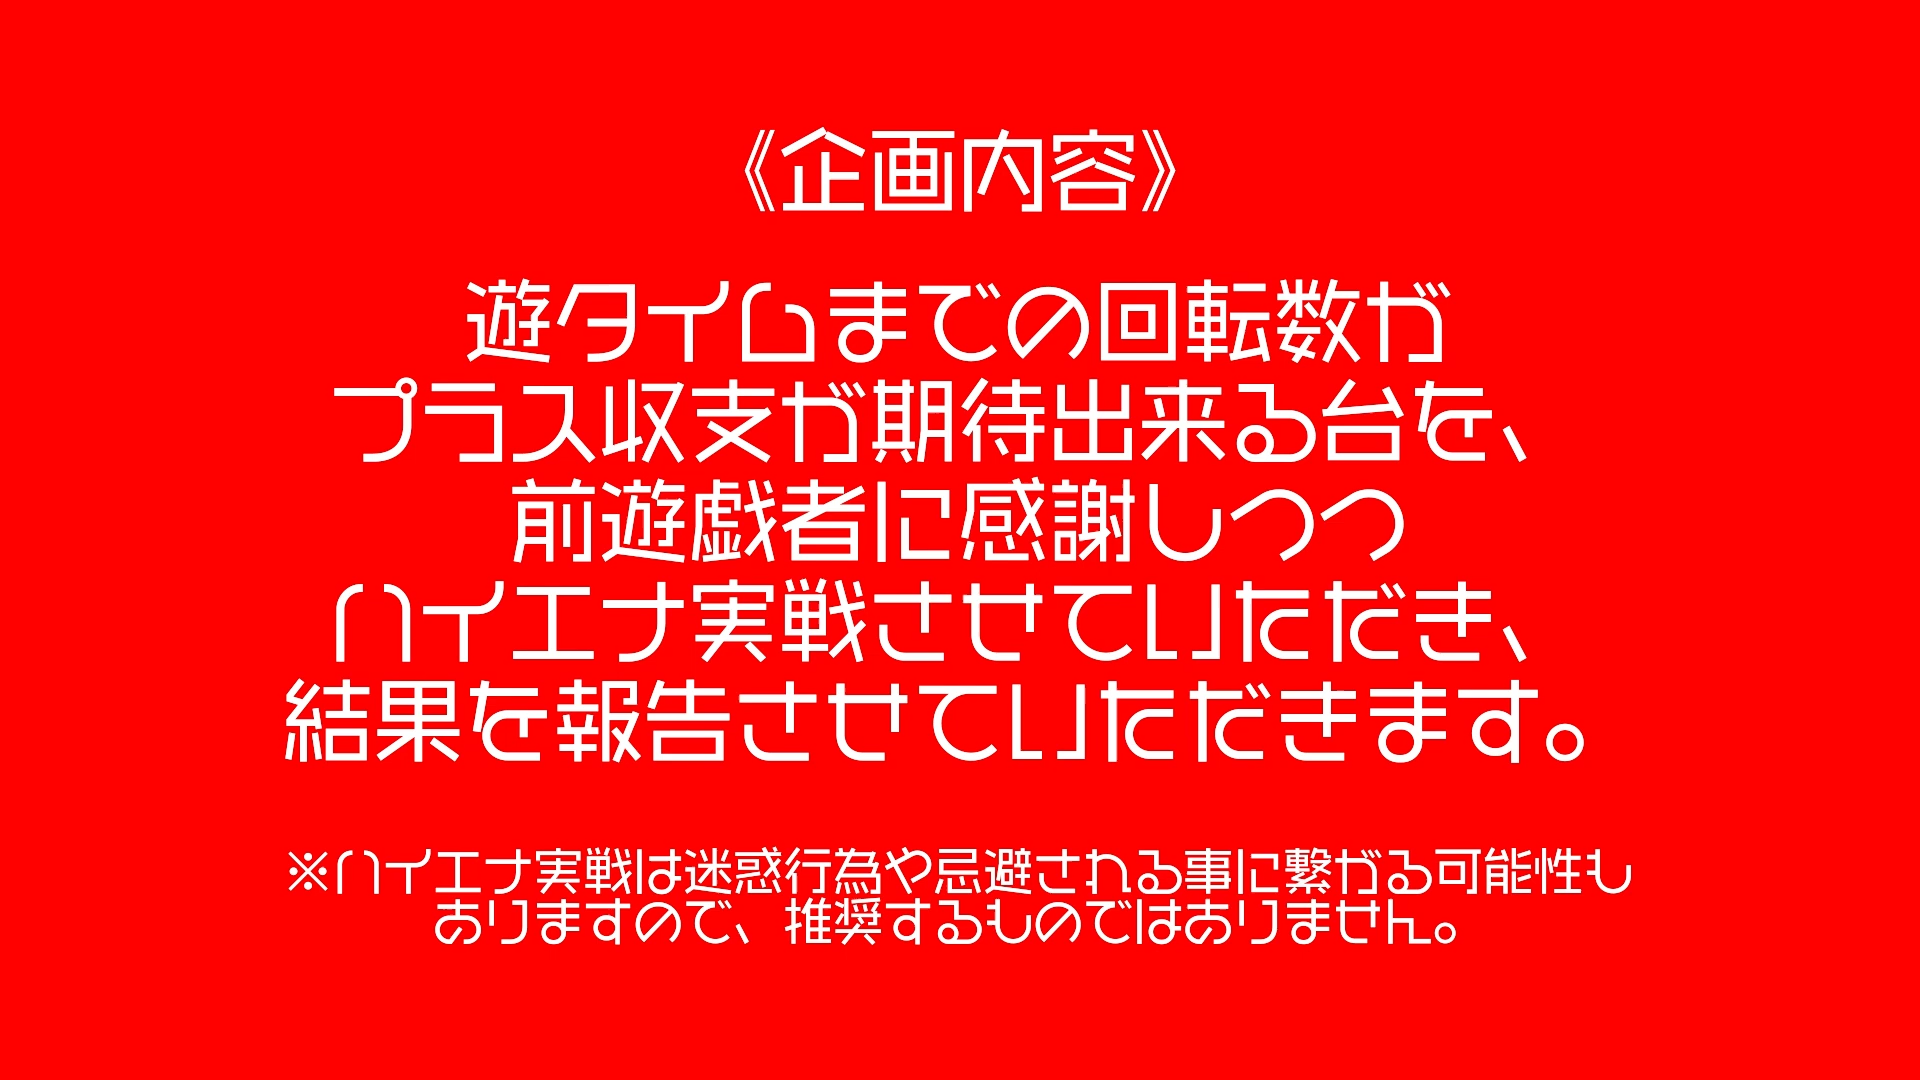 《企画内容》
遊タイムまでの回転数が
プラス収支が期待出来る台を、
前遊戯者に感謝しつつ
ハイエナ実戦させていただき、
結果を報告させていただきます。
※ハイエナ実戦は迷惑行為や忌避される事に繋がる可能性も
ありますので、推奨するものではありません。